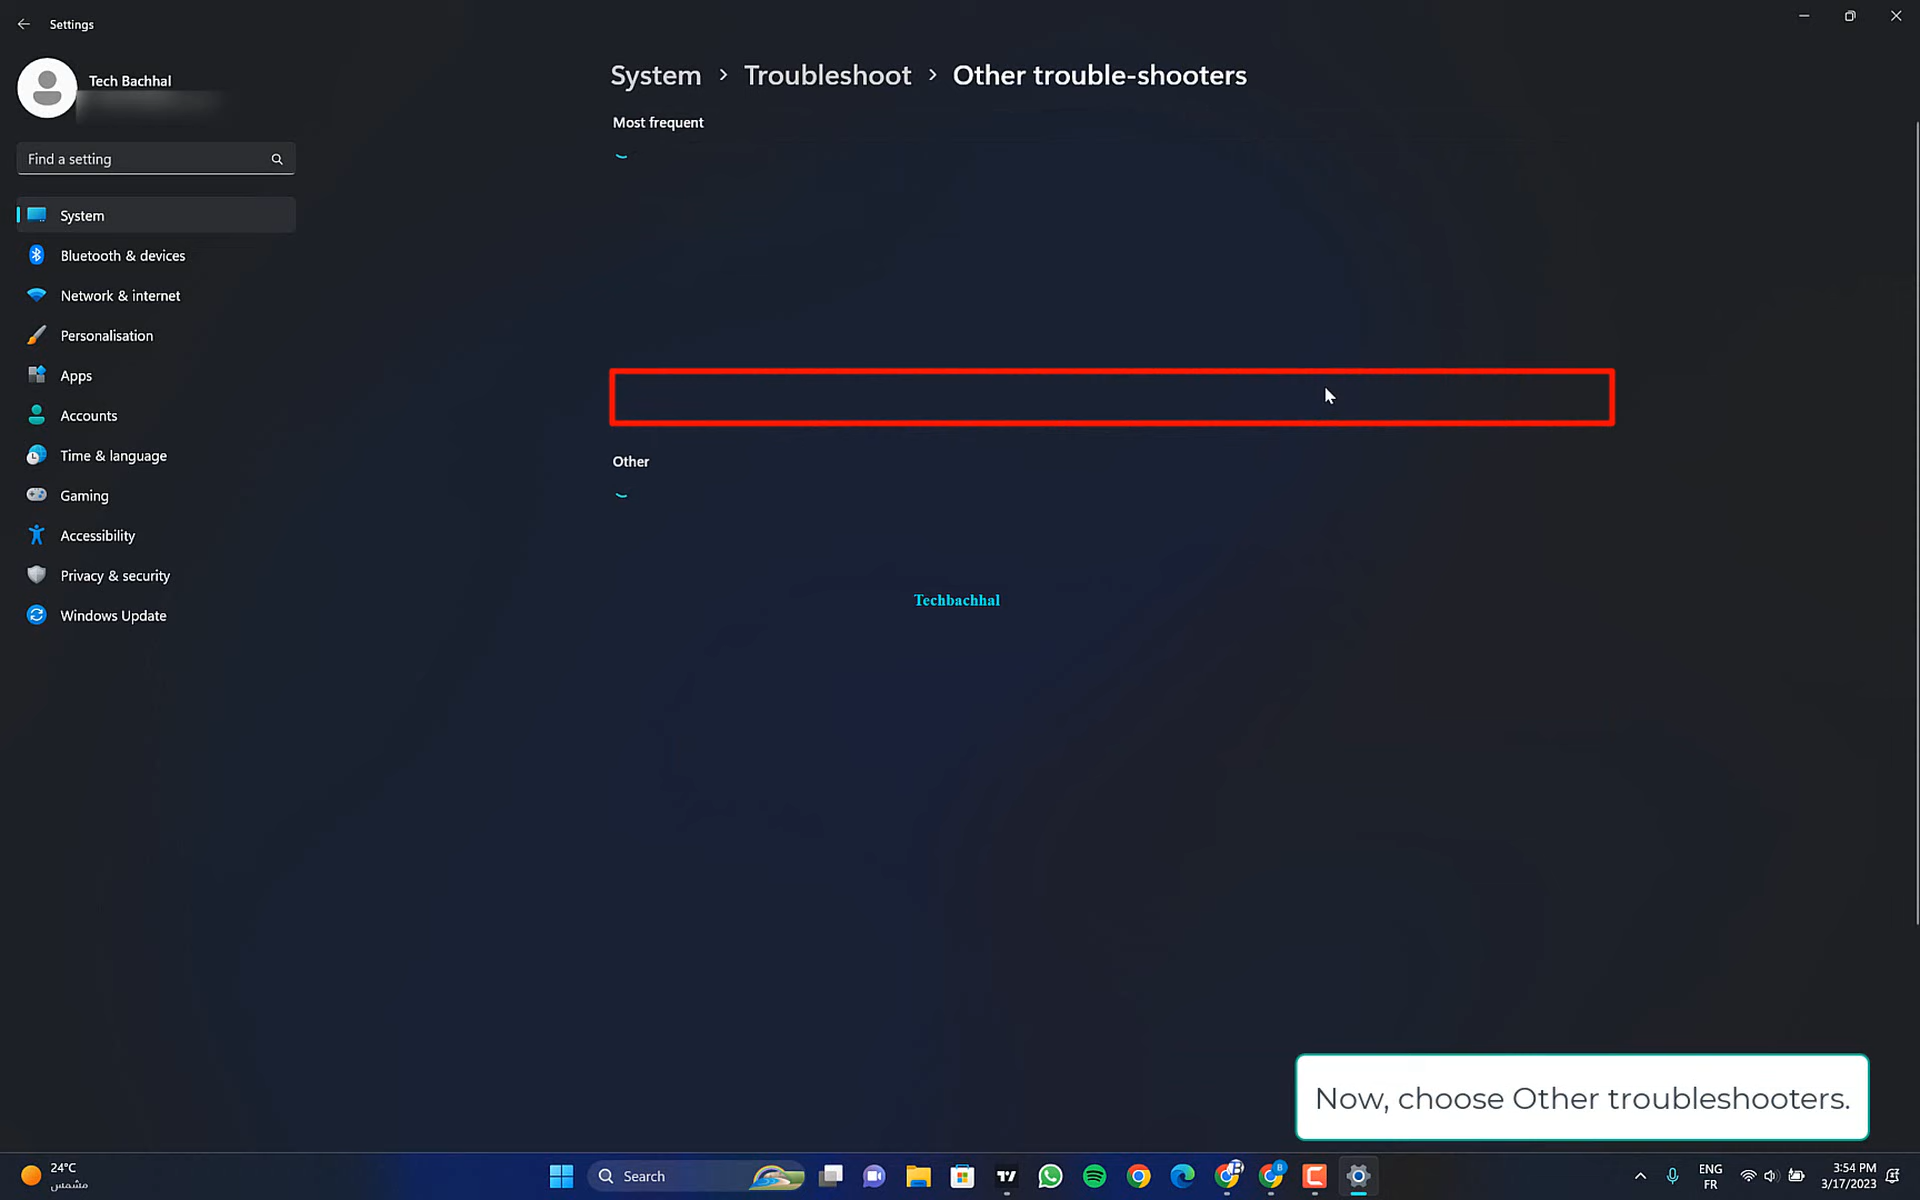 Settings
Tech Bachhal
Find a setting
System
Bluetooth & devices
Network & internet
Personalisation
Apps
Accounts
Time & language
Gaming
Accessibility
Privacy & security
Windows Update
System > Troubleshoot > Other trouble-shooters
Most frequent
Other
Techbachhal
Now, choose Other troubleshooters.
24°C
مشمس
Search
ENG
FR
3:54 PM
3/17/2023